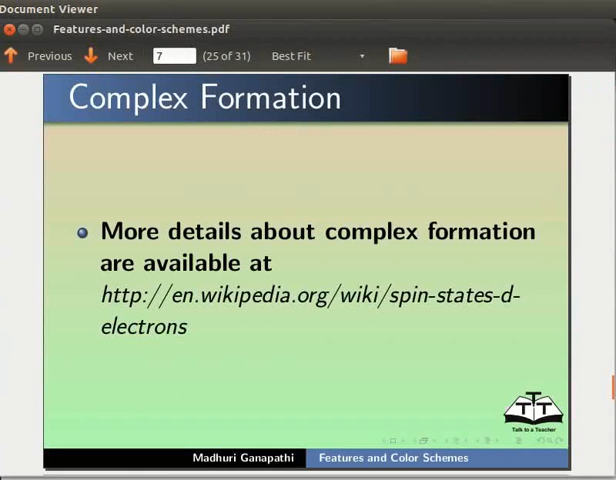 Document Viewer
Features-and-color-schemes.pdf
Previous Next 7 (25 of 31) Best Fit
Complex Formation
More details about complex formation
are available at
http://en.wikipedia.org/wiki/spin-states-d-
electrons
T T T
Talk to a Teacher
Madhuri Ganapathi Features and Color Schemes